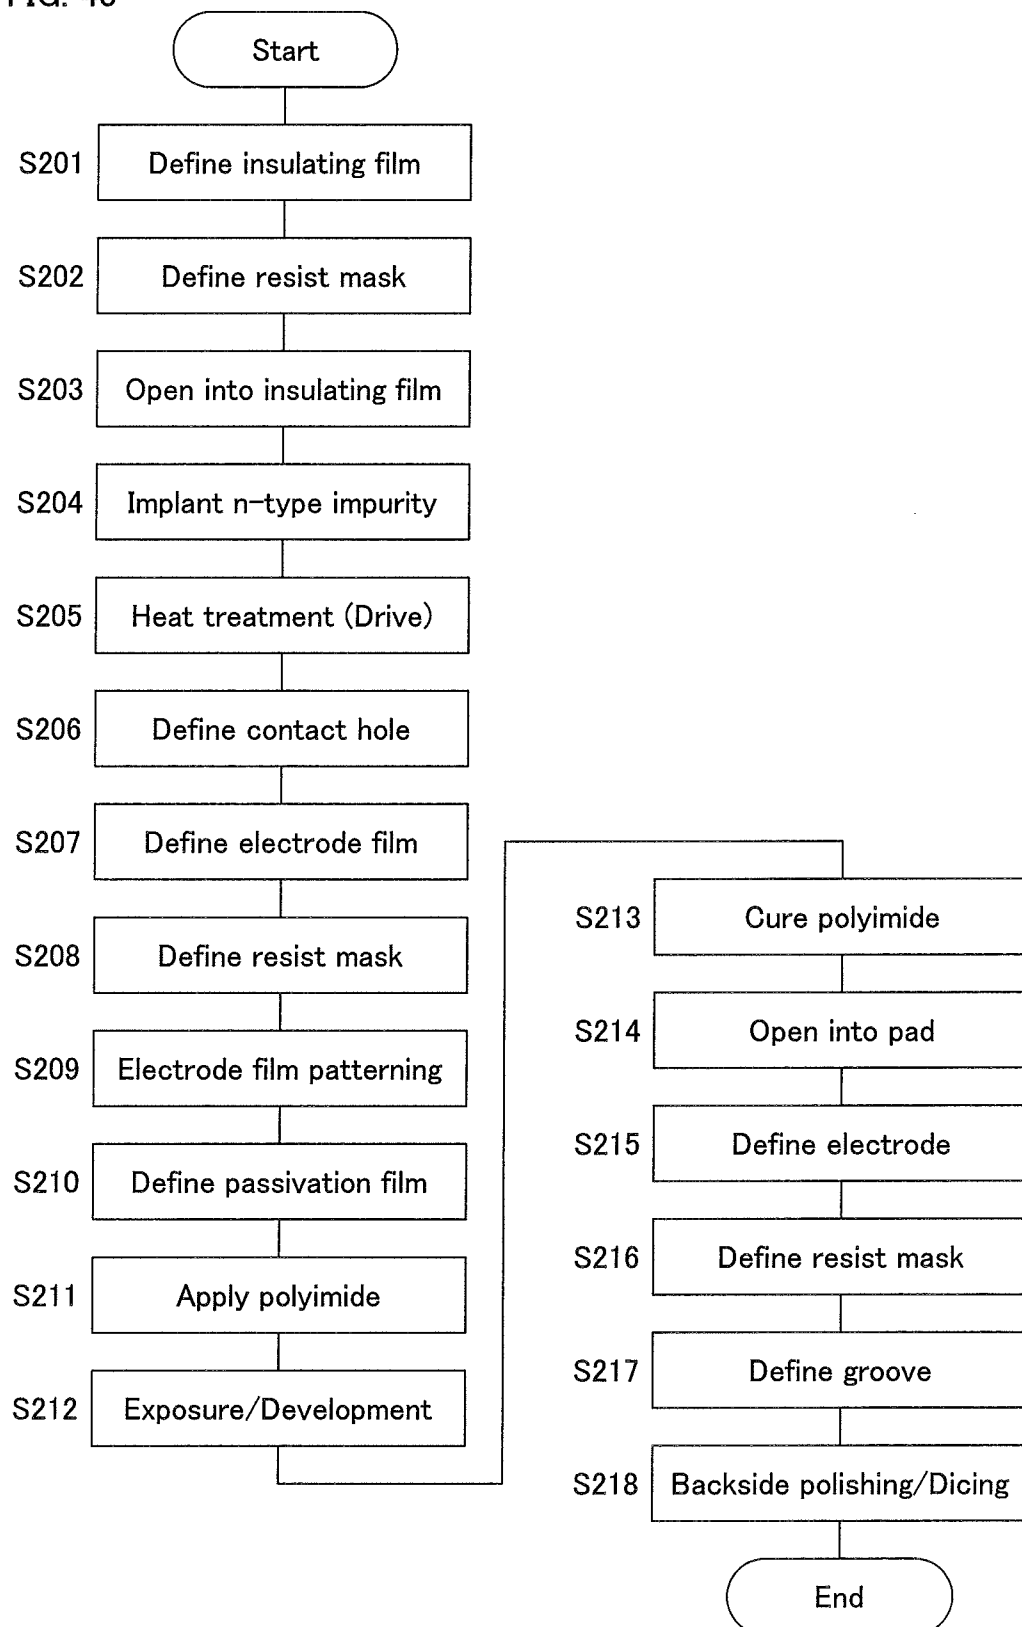 Start
S201 Define insulating film
S202 Define resist mask
S203 Open into insulating film
S204 Implant n-type impurity
S205 Heat treatment (Drive)
S206 Define contact hole
S207 Define electrode film
S208 Define resist mask
S209 Electrode film patterning
S210 Define passivation film
S211 Apply polyimide
S212 Exposure/Development
S213 Cure polyimide
S214 Open into pad
S215 Define electrode
S216 Define resist mask
S217 Define groove
S218 Backside polishing/Dicing
End